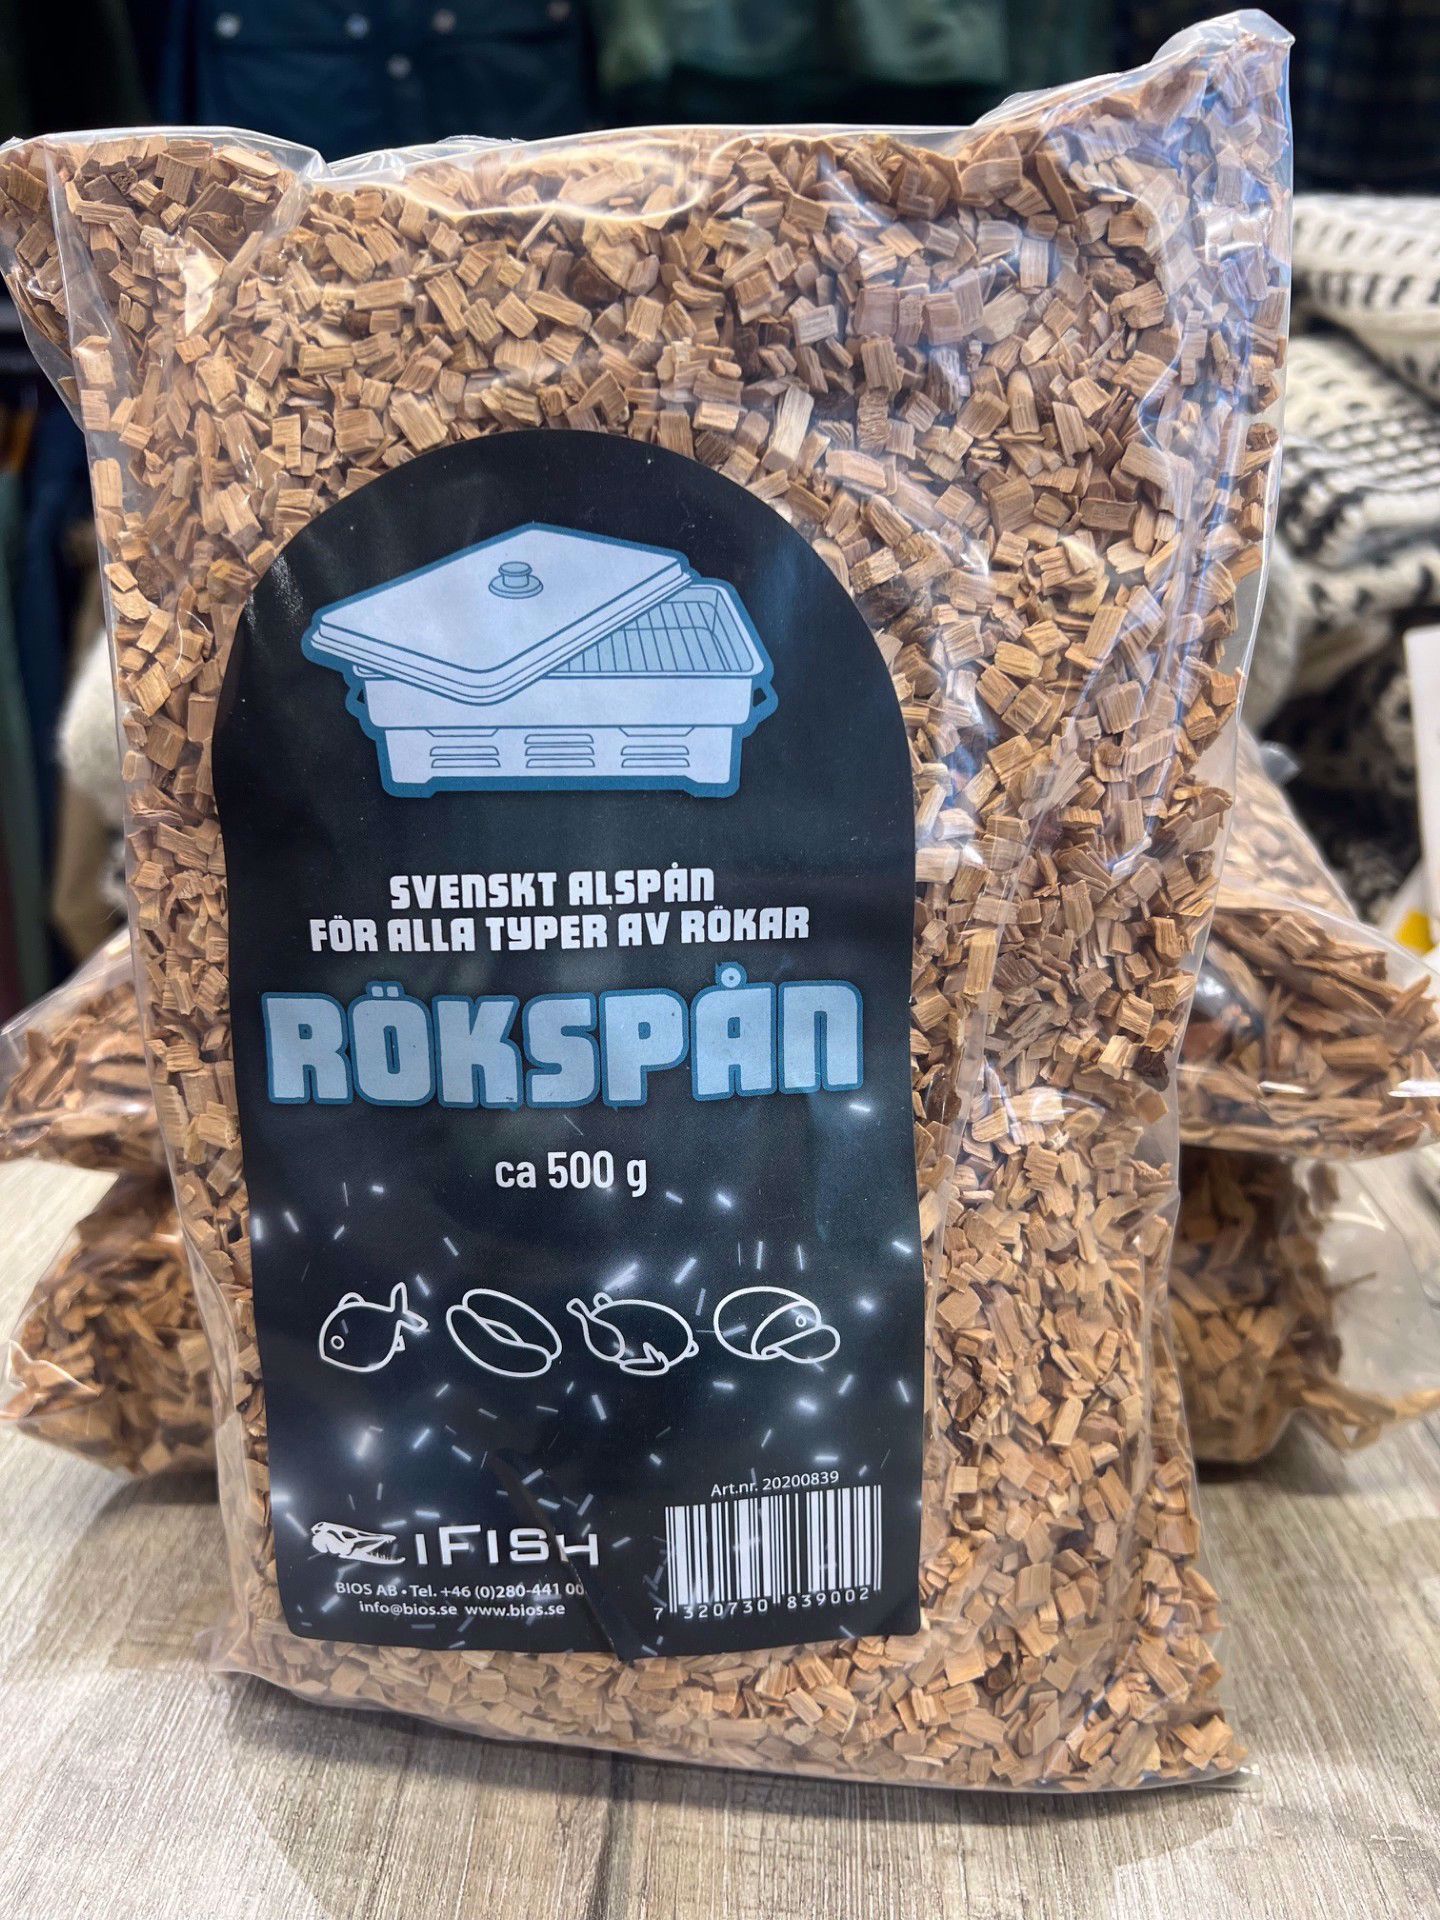 SVENSKT ALSPÅN
FÖR ALLA TYPER AV RÖKAR
RÖKSPÅN
ca 500 g
Art.nr. 20200839
iFISH
BIOS AB • Tel. +46 (0)280-441 00
info@bios.se www.bios.se
7 320730 839002